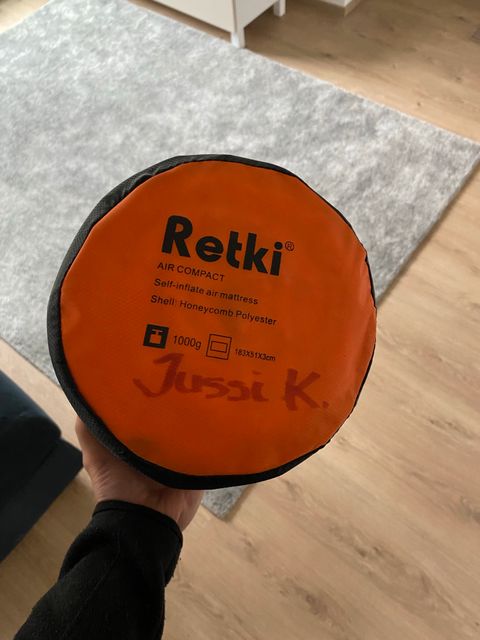 Retki®
AIR COMPACT
Self-inflate air mattress
Shell: Honeycomb Polyester
1000g 183X51X3cm
Jussi K.